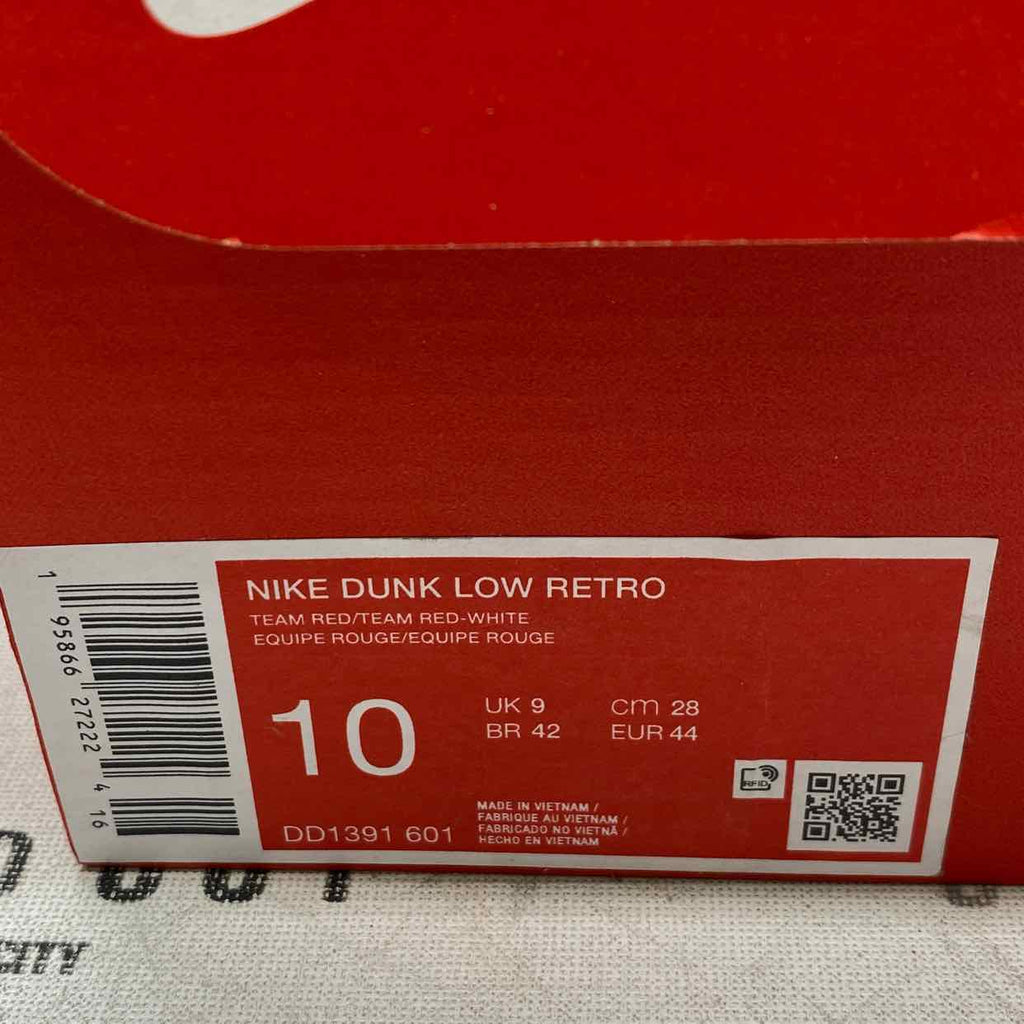 NIKE DUNK LOW RETRO
TEAM RED/TEAM RED-WHITE
EQUIPE ROUGE/EQUIPE ROUGE
10
UK 9
cm 28
BR 42
EUR 44
RFID
MADE IN VIETNAM /
FABRIQUE AU VIETNAM /
FABRICADO NO VIETNÃ /
HECHO EN VIETNAM
DD1391 601
1 95866 27222 4 16
CITY